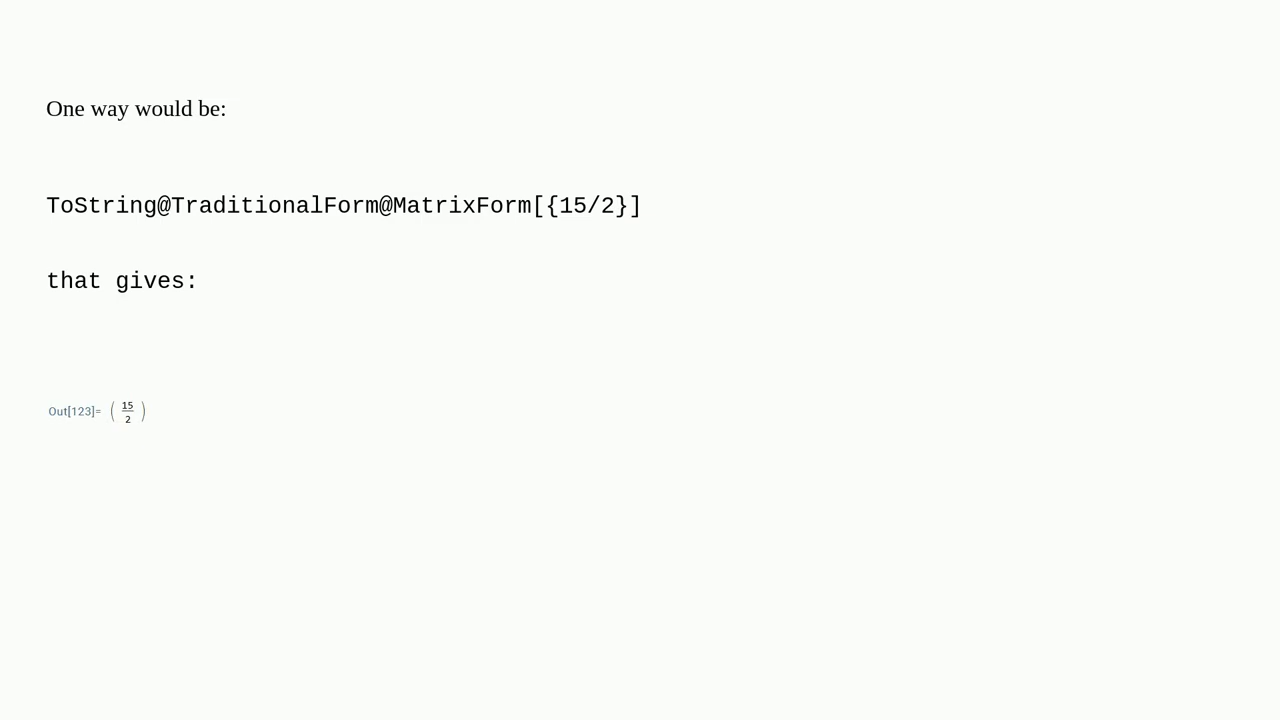 One way would be:
ToString@TraditionalForm@MatrixForm[{15/2}]
that gives:
Out[123]= ( 15/2 )